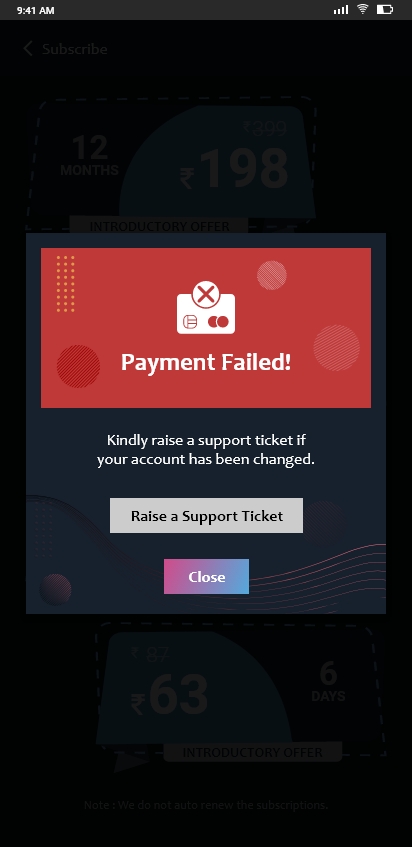 9:41 AM
Subscribe
12
MONTHS
₹399
₹198
INTRODUCTORY OFFER
Payment Failed!
Kindly raise a support ticket if
your account has been changed.
Raise a Support Ticket
Close
₹ 87
₹63
6
DAYS
INTRODUCTORY OFFER
Note : We do not auto renew the subscriptions.